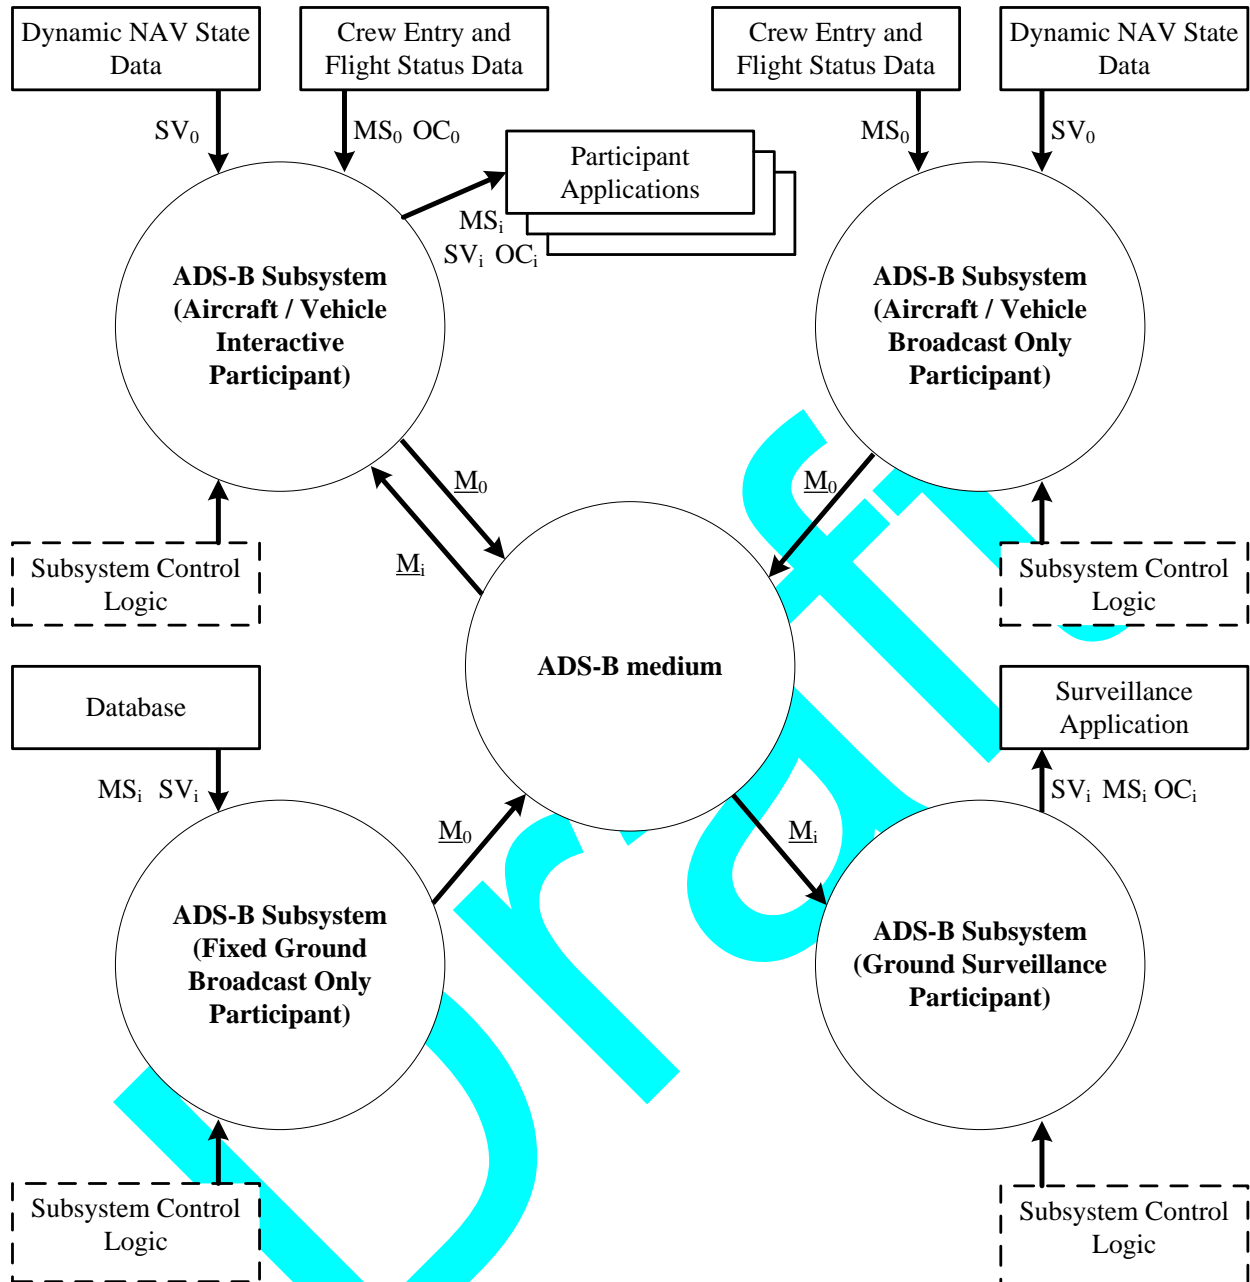 Dynamic NAV State
Data
Crew Entry and
Flight Status Data
Crew Entry and
Flight Status Data
Dynamic NAV State
Data
SV₀
MS₀ OC₀
MS₀
SV₀
Participant
Applications
MSᵢ
SVᵢ OCᵢ
ADS-B Subsystem
(Aircraft / Vehicle
Interactive
Participant)
ADS-B Subsystem
(Aircraft / Vehicle
Broadcast Only
Participant)
M₀
Mᵢ
M₀
Subsystem Control
Logic
Subsystem Control
Logic
ADS-B medium
Database
Surveillance
Application
MSᵢ SVᵢ
SVᵢ MSᵢ OCᵢ
M₀
Mᵢ
ADS-B Subsystem
(Fixed Ground
Broadcast Only
Participant)
ADS-B Subsystem
(Ground Surveillance
Participant)
Subsystem Control
Logic
Subsystem Control
Logic
Draft